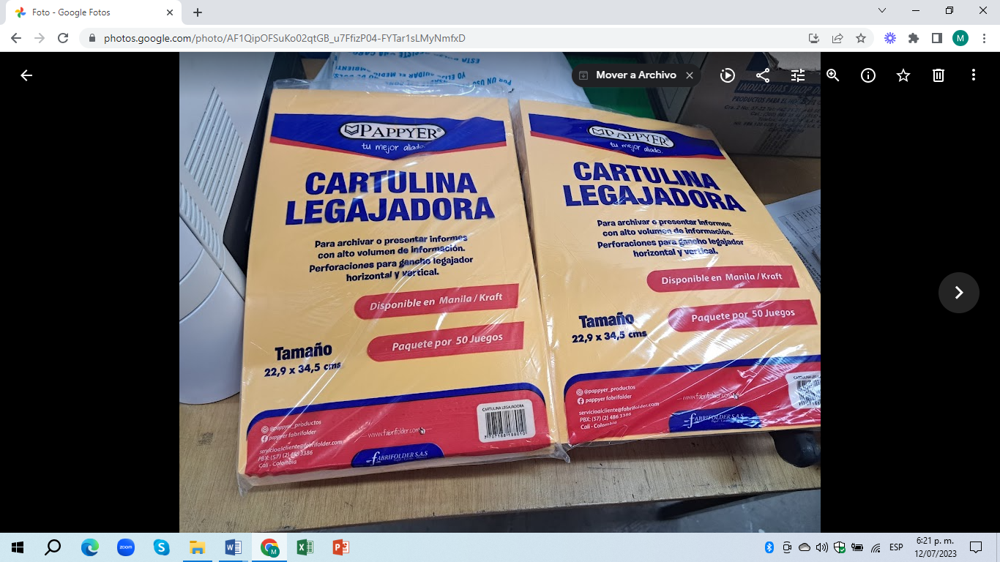 Foto - Google Fotos
photos.google.com/photo/AF1QipOFSuKo02qtGB_u7FfizP04-FYTar1sLMyNmfxD
M
Mover a Archivo
PAPPYER®
tu mejor aliado.
CARTULINA
LEGAJADORA
Para archivar o presentar informes
con alto volumen de información.
Perforaciones para gancho legajador
horizontal y vertical.
Disponible en Manila / Kraft
Paquete por 50 Juegos
Tamaño
22,9 x 34,5 cms
@pappyer_productos
pappyer fabrifolder
servicioalcliente@fabrifolder.com
PBX: (57) (2) 486 3386
Cali - Colombia
www.fabrifolder.com
FABRIFOLDER S.A.S
CARTULINA LEGAJADORA
PAPPYER®
tu mejor aliado.
CARTULINA
LEGAJADORA
Para archivar o presentar informes
con alto volumen de información.
Perforaciones para gancho legajador
horizontal y vertical.
Disponible en Manila / Kraft
Paquete por 50 Juegos
Tamaño
22,9 x 34,5 cms
@pappyer_productos
pappyer fabrifolder
servicioalcliente@fabrifolder.com
PBX: (57) (2) 486 3386
Cali - Colombia
www.fabrifolder
FABRIFOLDER S.A.S
INDUSTRIAS
PRODUCTOS PARA
zoom
M
ESP
6:21 p. m.
12/07/2023